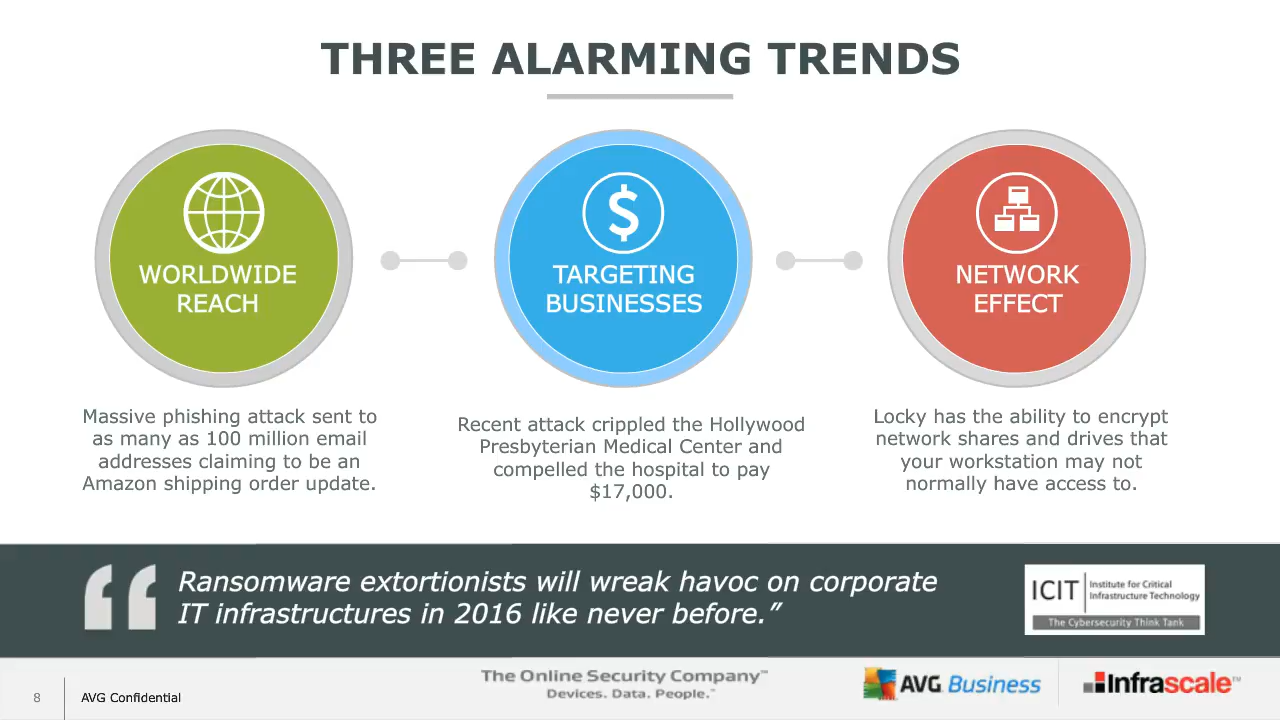 THREE ALARMING TRENDS
WORLDWIDE
REACH
Massive phishing attack sent to
as many as 100 million email
addresses claiming to be an
Amazon shipping order update.
$
TARGETING
BUSINESSES
Recent attack crippled the Hollywood
Presbyterian Medical Center and
compelled the hospital to pay
$17,000.
NETWORK
EFFECT
Locky has the ability to encrypt
network shares and drives that
your workstation may not
normally have access to.
“
Ransomware extortionists will wreak havoc on corporate
IT infrastructures in 2016 like never before.”
ICIT
Institute for Critical
Infrastructure Technology
The Cybersecurity Think Tank
8
AVG Confidential
The Online Security Company™
Devices. Data. People.™
AVG Business
Infrascale™